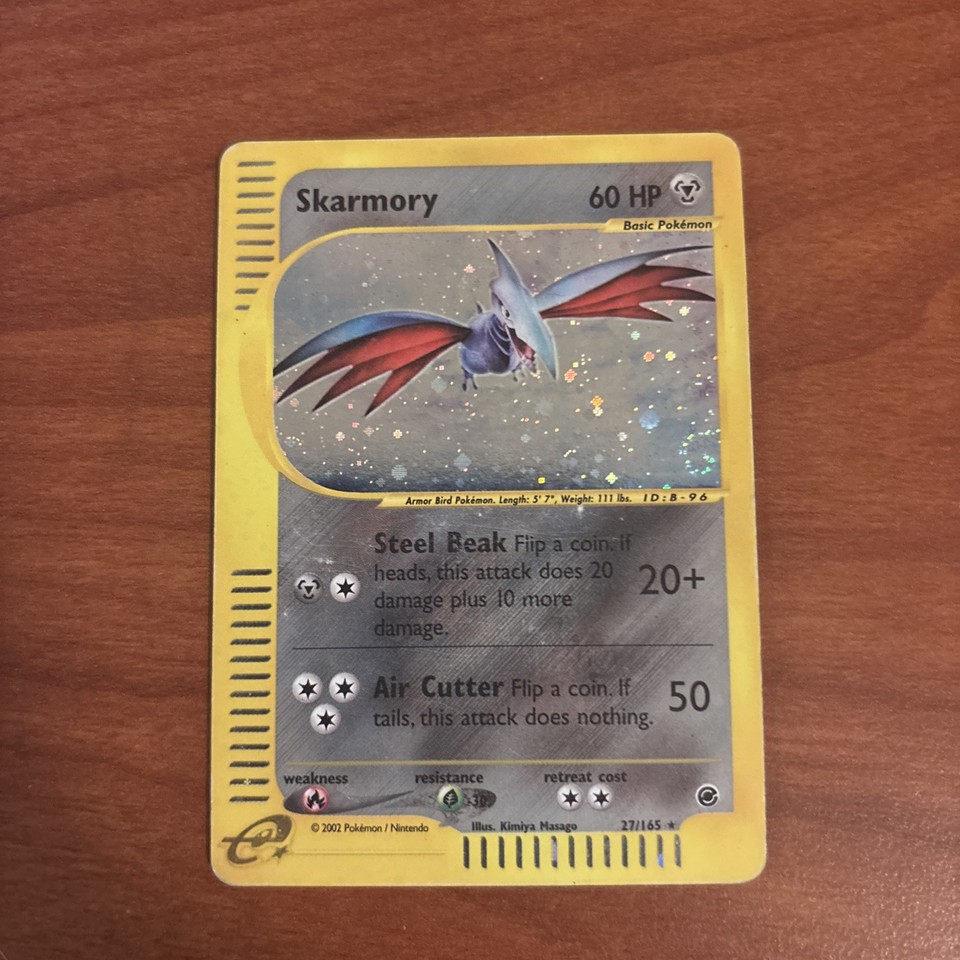 Skarmory 60 HP
Basic Pokémon
Armor Bird Pokémon. Length: 5' 7", Weight: 111 lbs. ID:B-96
Steel Beak Flip a coin. If
heads, this attack does 20
damage plus 10 more
damage.
20+
Air Cutter Flip a coin. If
tails, this attack does nothing.
50
weakness resistance retreat cost
-30
© 2002 Pokémon / Nintendo Illus. Kimiya Masago 27/165 ★
e